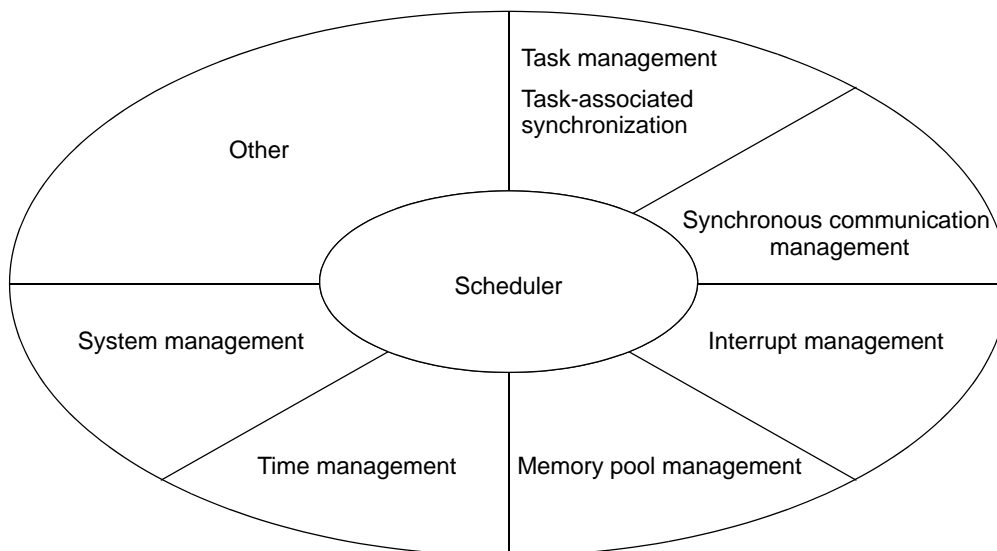 Task management
Task-associated
synchronization
Other
Synchronous communication
management
Scheduler
System management
Interrupt management
Time management
Memory pool management